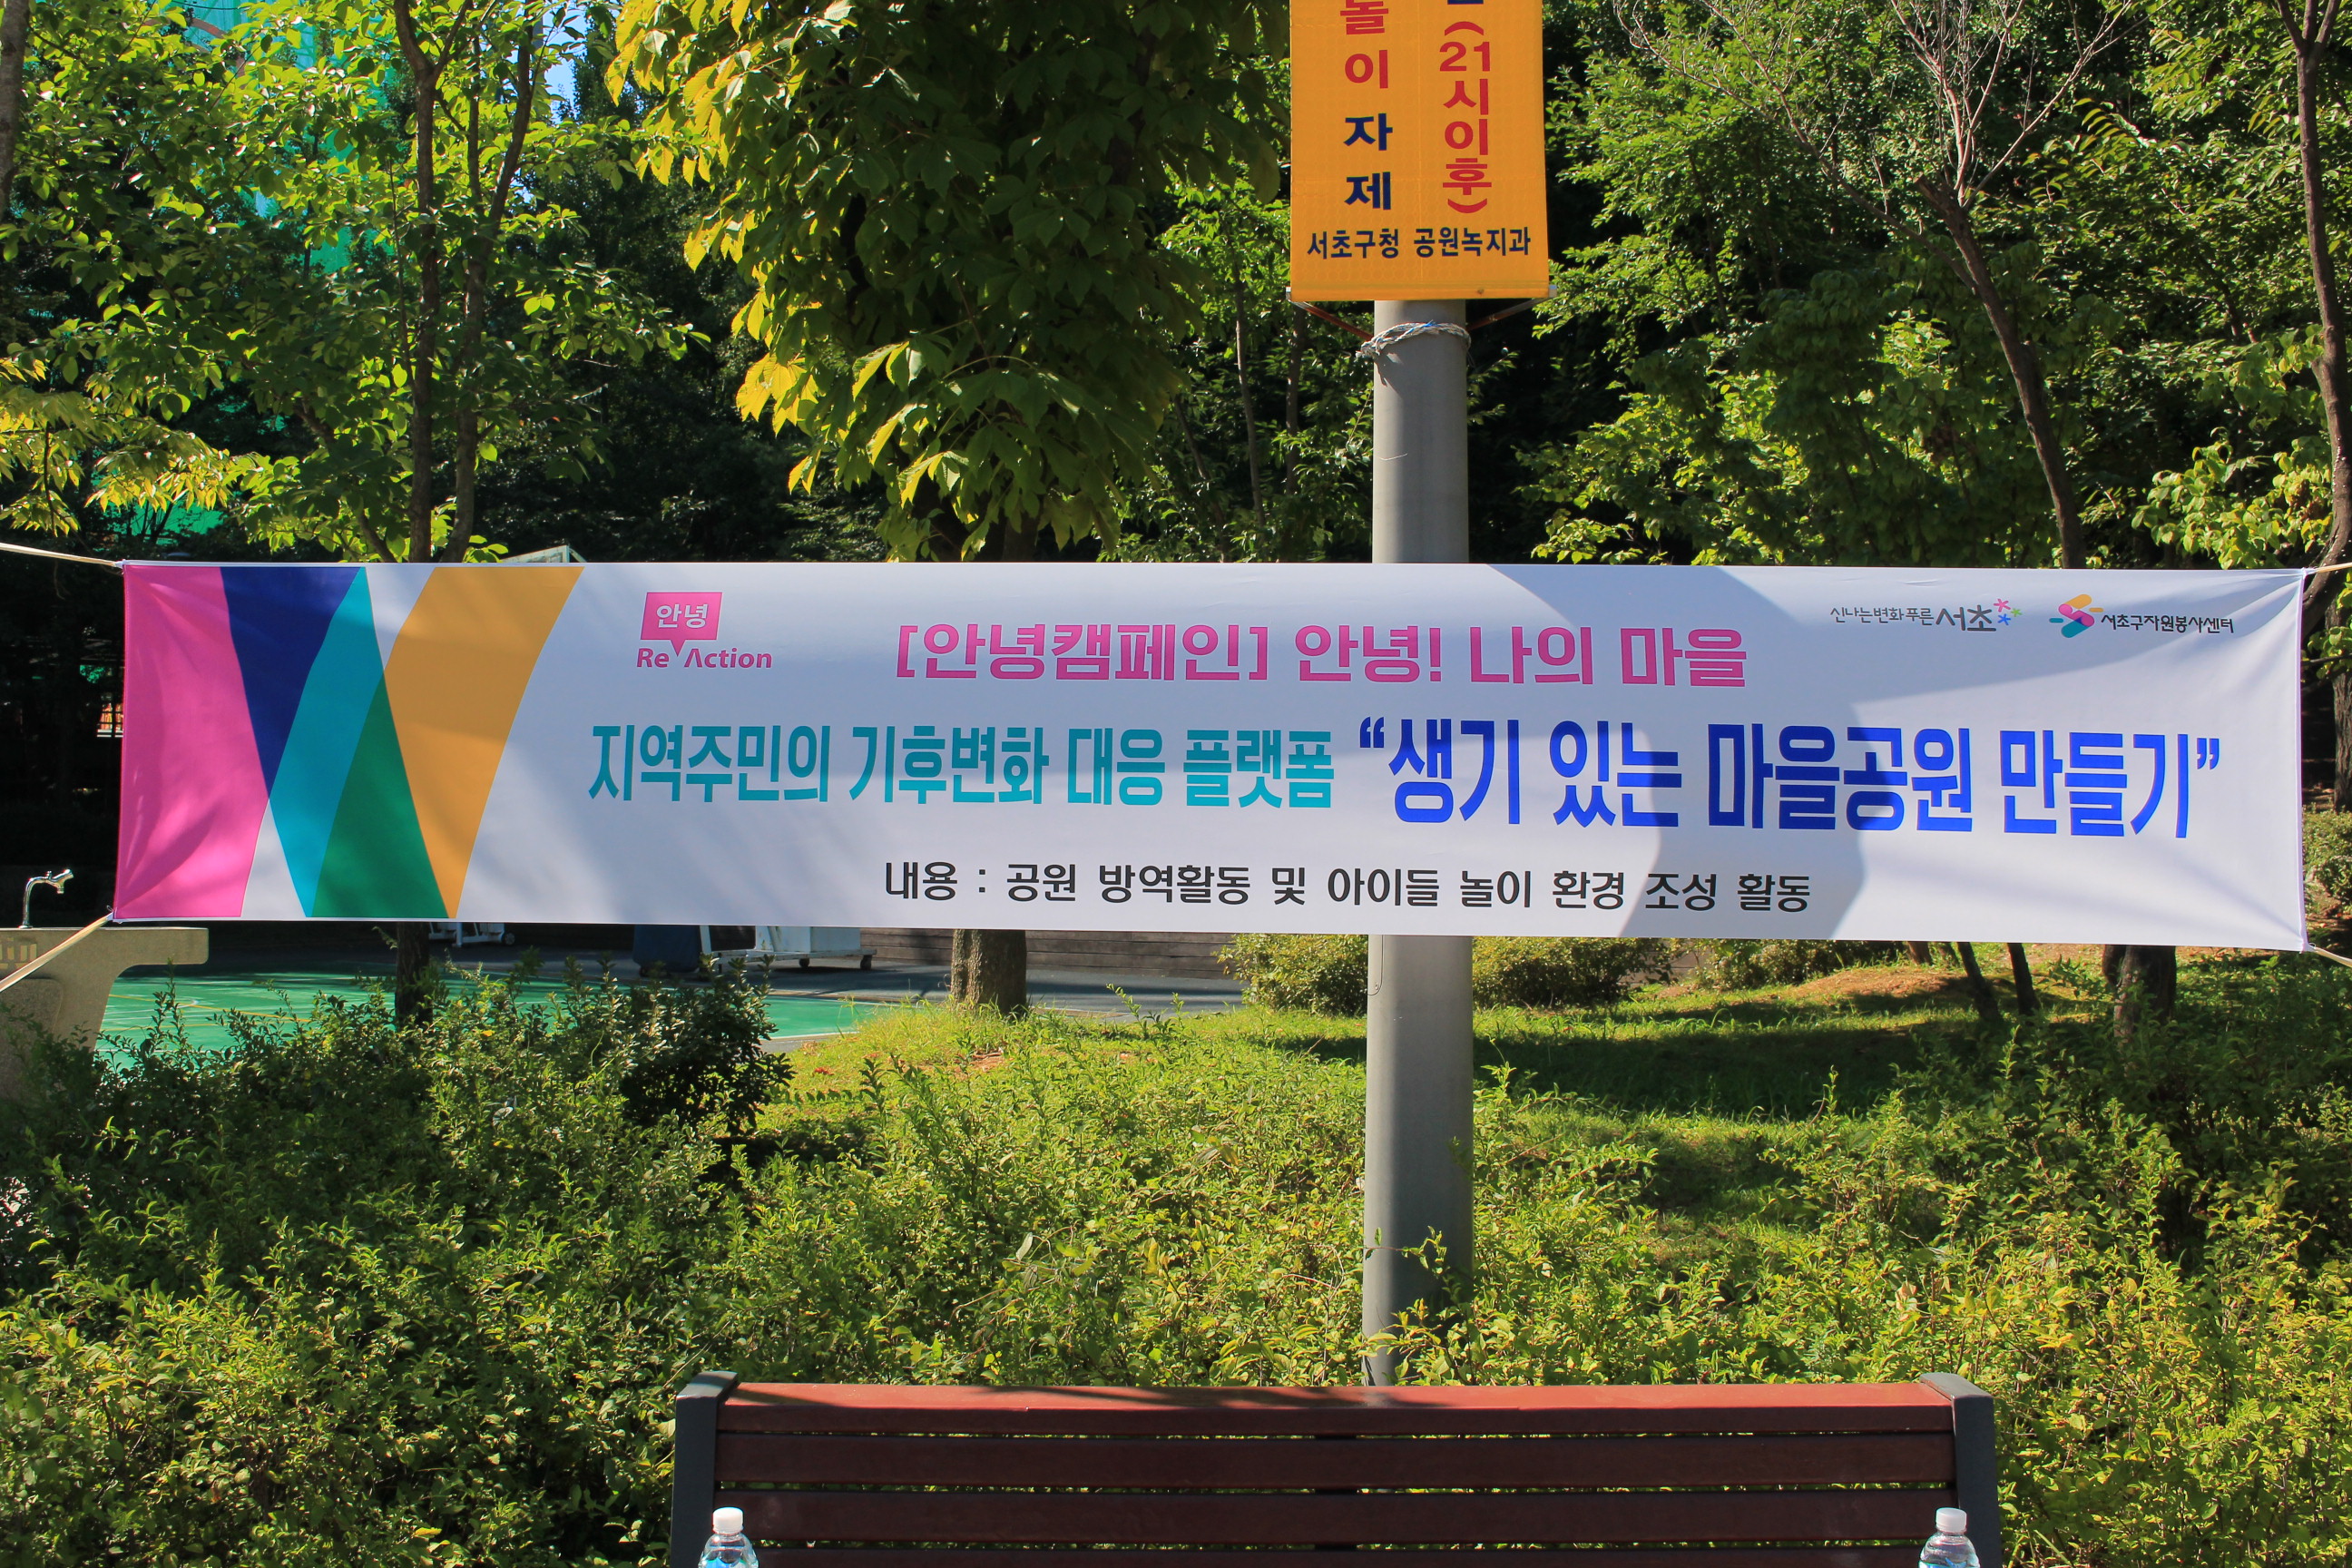 놀이자제
(21시이후)
서초구청 공원녹지과
안녕
Re Action
[안녕캠페인] 안녕! 나의 마을
신나는변화 푸른 서초
서초구자원봉사센터
지역주민의 기후변화 대응 플랫폼 “생기 있는 마을공원 만들기”
내용 : 공원 방역활동 및 아이들 놀이 환경 조성 활동